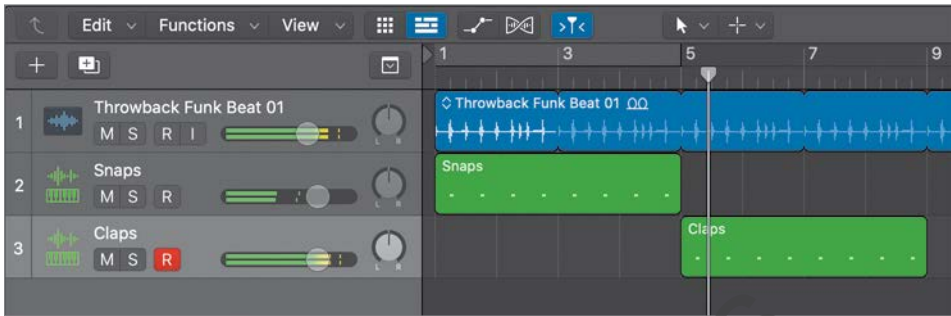 Edit Functions View
1 3 5 7 9
1 Throwback Funk Beat 01 M S R I L R
Throwback Funk Beat 01
2 Snaps M S R L R
Snaps
3 Claps M S R L R
Claps